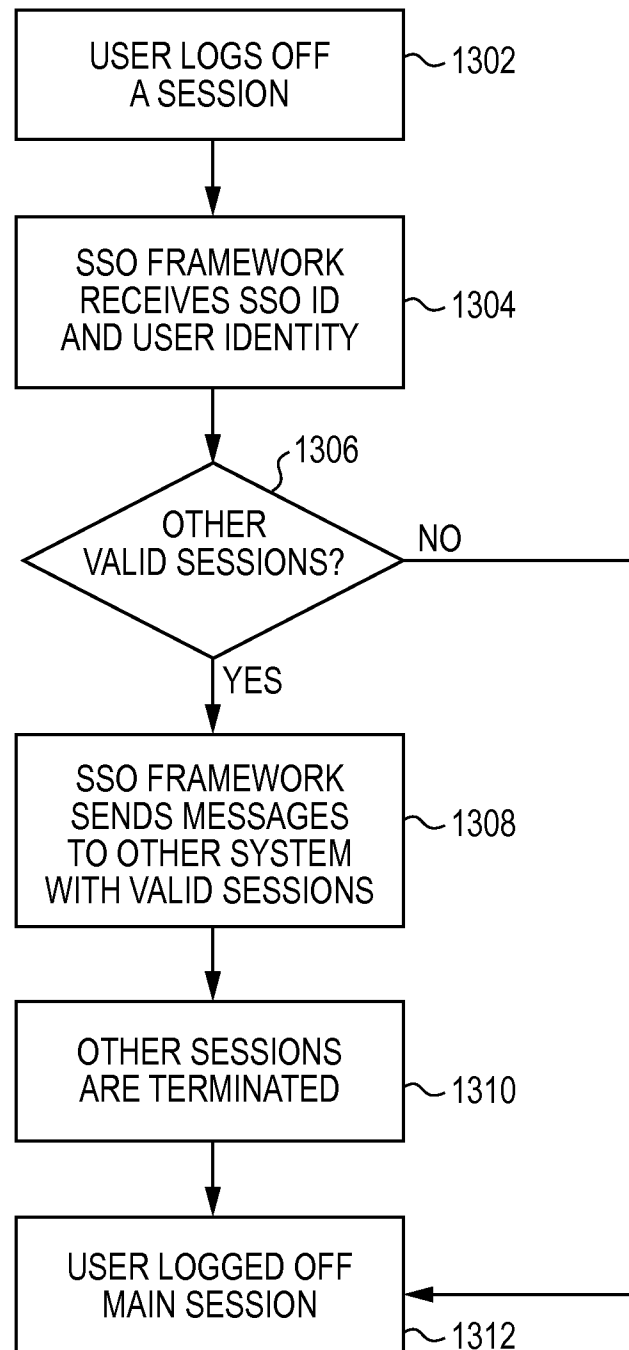 USER LOGS OFF
A SESSION
1302
SSO FRAMEWORK
RECEIVES SSO ID
AND USER IDENTITY
1304
1306
OTHER
VALID SESSIONS?
NO
YES
SSO FRAMEWORK
SENDS MESSAGES
TO OTHER SYSTEM
WITH VALID SESSIONS
1308
OTHER SESSIONS
ARE TERMINATED
1310
USER LOGGED OFF
MAIN SESSION
1312